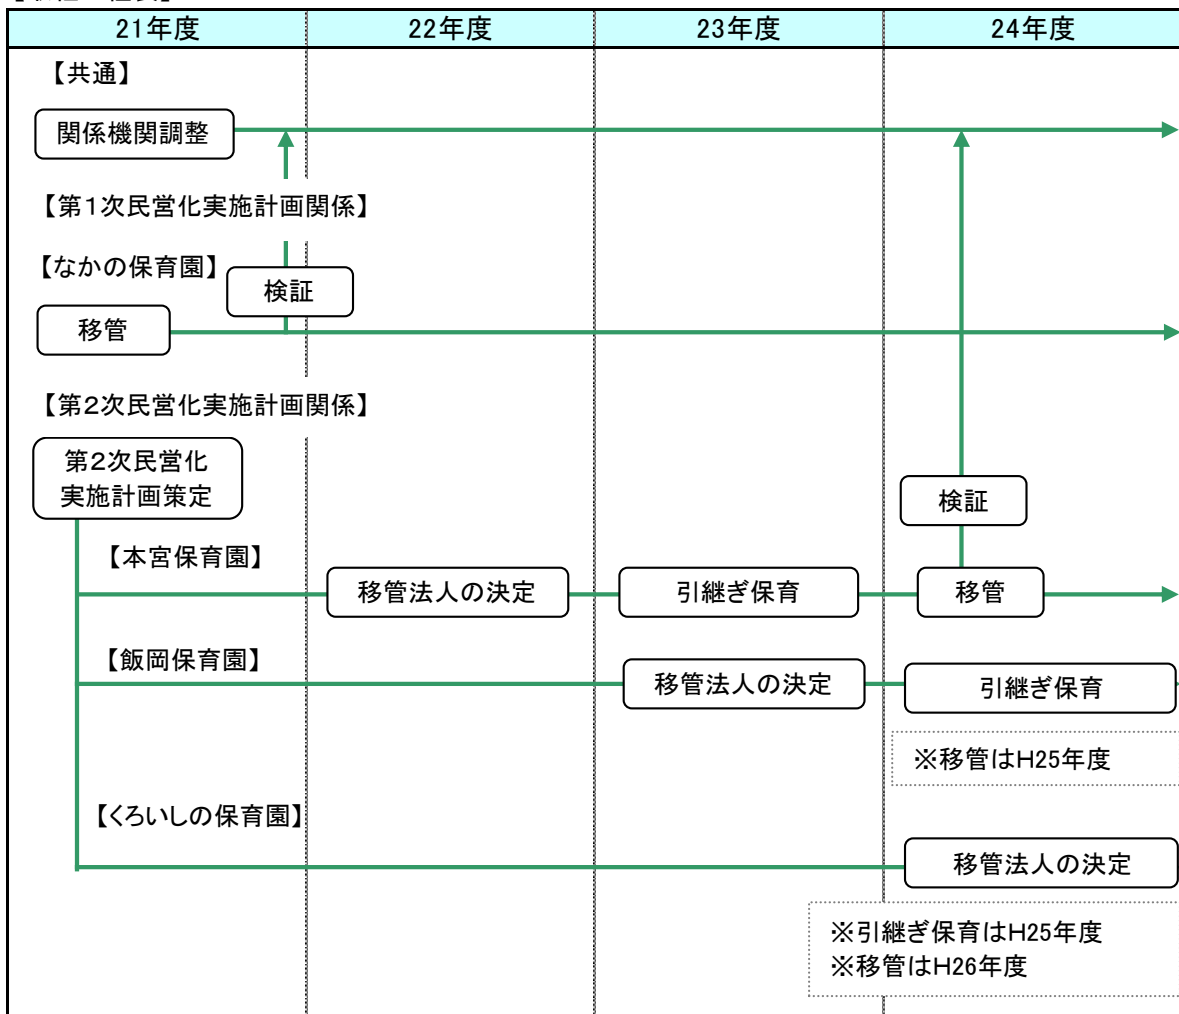 21年度
22年度
23年度
24年度
【共通】
関係機関調整
【第1次民営化実施計画関係】
【なかの保育園】
検証
移管
【第2次民営化実施計画関係】
第2次民営化
実施計画策定
検証
【本宮保育園】
移管法人の決定
引継ぎ保育
移管
【飯岡保育園】
移管法人の決定
引継ぎ保育
※移管はH25年度
【くろいしの保育園】
移管法人の決定
※引継ぎ保育はH25年度
※移管はH26年度